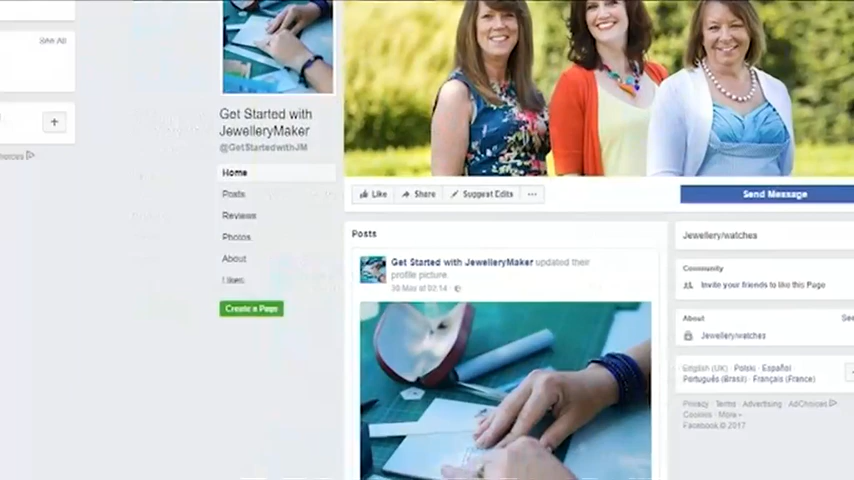 See All
+
Get Started with
JewelleryMaker
@GetStartedwithJM
Home
Posts
Reviews
Photos
About
Likes
Create a Page
Like
Share
Suggest Edits
Send Message
Posts
Get Started with JewelleryMaker updated their
profile picture.
30 May at 02:14
Jewellery/watches
Community
Invite your friends to like this Page
About
Jewellery/watches
English (UK) · Polski · Español
Português (Brasil) · Français (France)
Privacy · Terms · Advertising · AdChoices
Cookies · More
Facebook © 2017